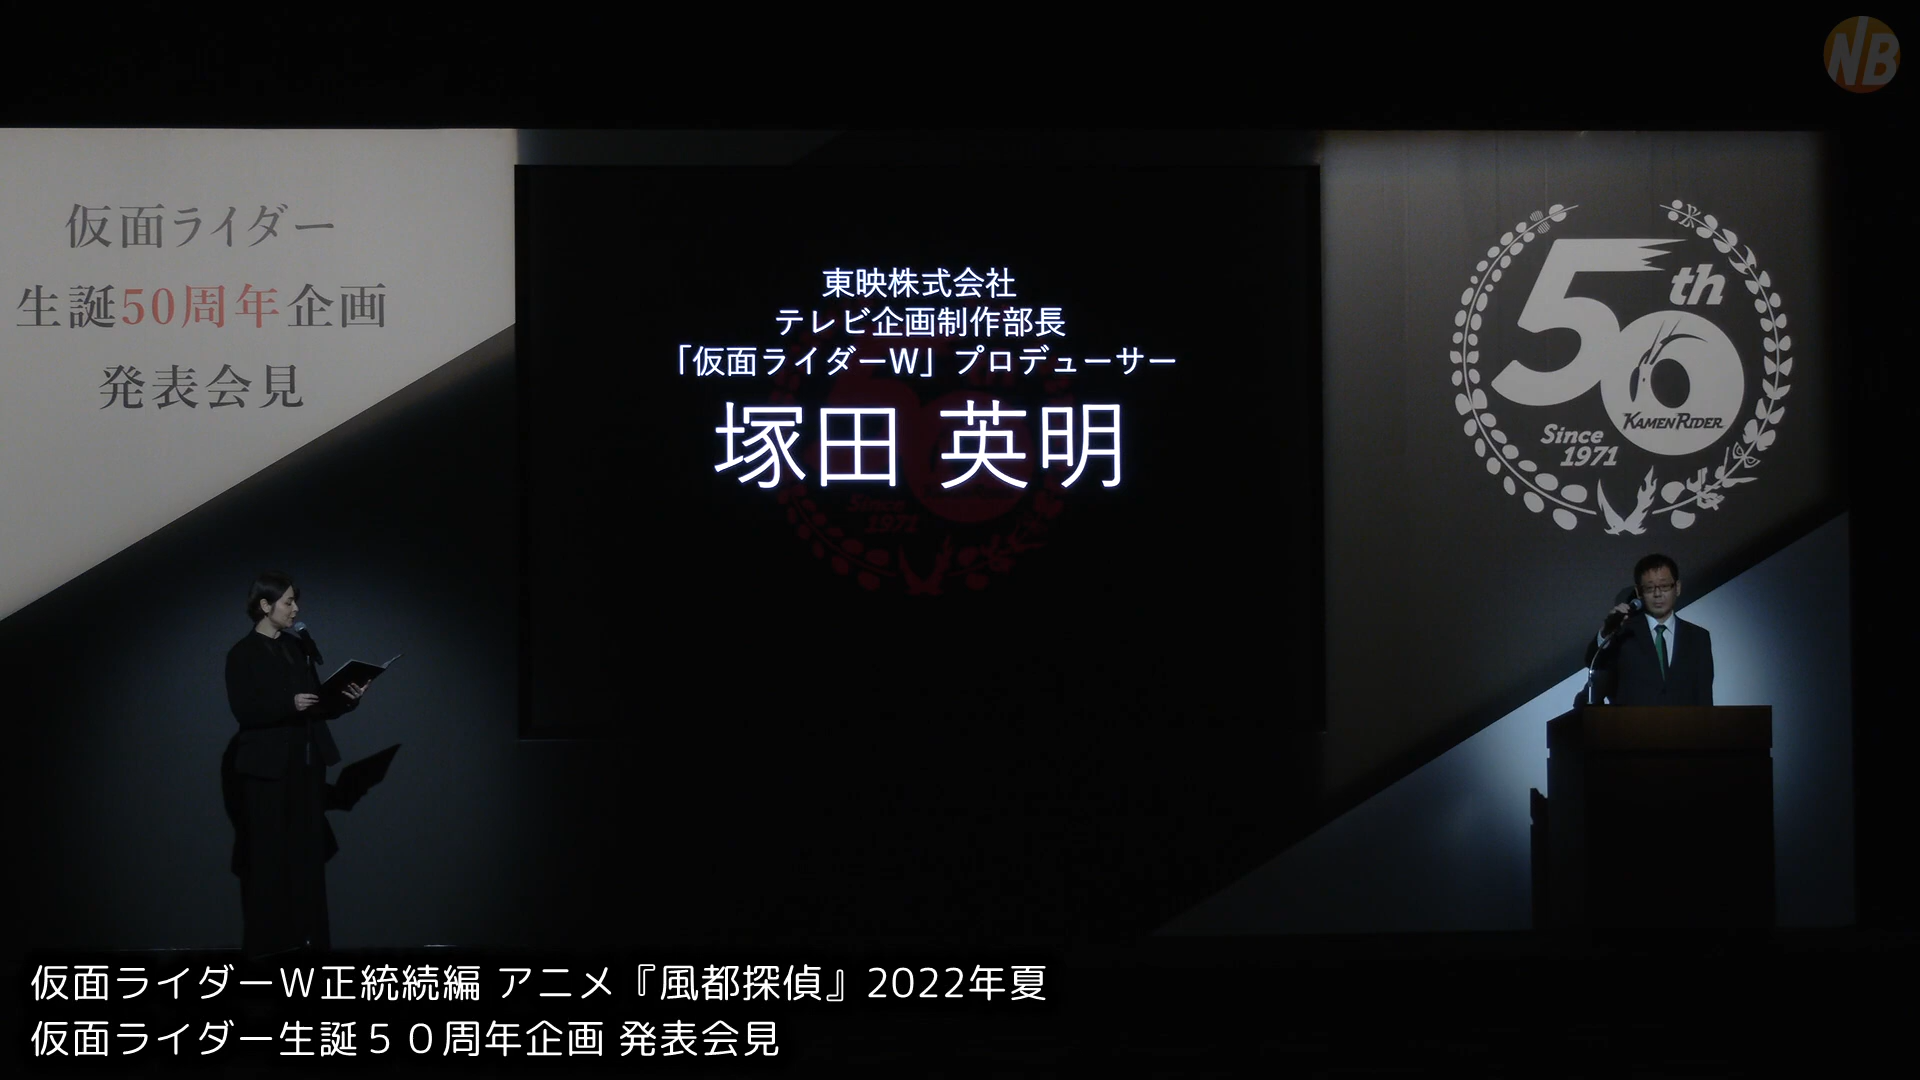 NB
仮面ライダー
生誕50周年企画
発表会見
東映株式会社
テレビ企画制作部長
「仮面ライダーW」プロデューサー
塚田 英明
Since
1971
50th
KAMEN RIDER
Since
1971
仮面ライダーW正統続編 アニメ『風都探偵』2022年夏
仮面ライダー生誕５０周年企画 発表会見